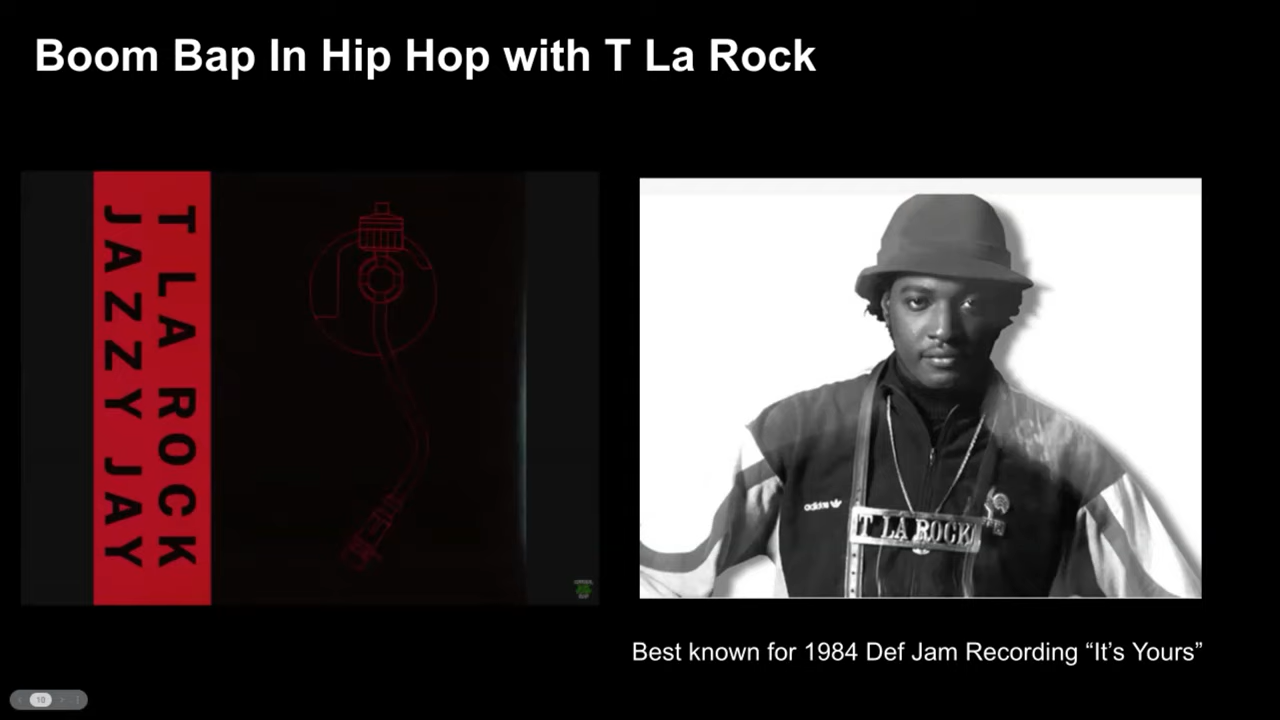 Boom Bap In Hip Hop with T La Rock
T LA ROCK
JAZZY JAY
adidas
T LA ROCK
Best known for 1984 Def Jam Recording “It’s Yours”
10